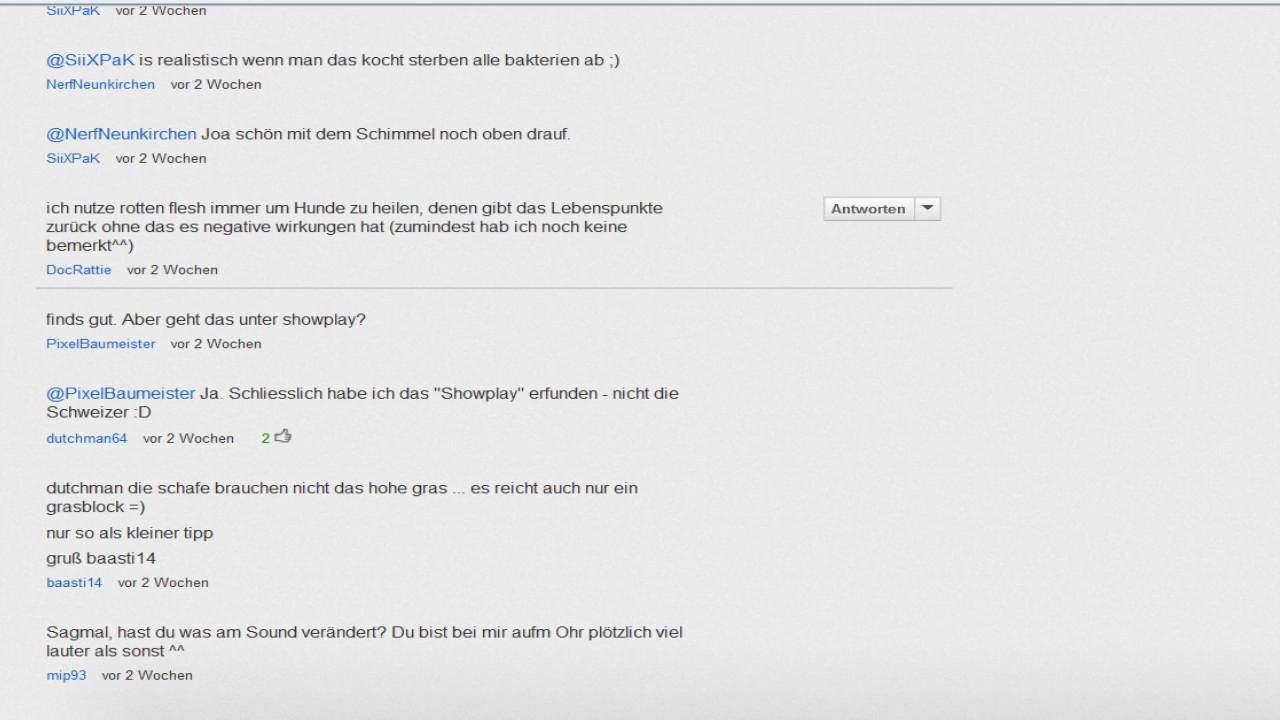 SiiXPaK vor 2 Wochen
@SiiXPaK is realistisch wenn man das kocht sterben alle bakterien ab ;)
NerfNeunkirchen vor 2 Wochen
@NerfNeunkirchen Joa schön mit dem Schimmel noch oben drauf.
SiiXPaK vor 2 Wochen
ich nutze rotten flesh immer um Hunde zu heilen, denen gibt das Lebenspunkte
Antworten
zurück ohne das es negative wirkungen hat (zumindest hab ich noch keine
bemerkt^^)
DocRattie vor 2 Wochen
finds gut. Aber geht das unter showplay?
PixelBaumeister vor 2 Wochen
@PixelBaumeister Ja. Schliesslich habe ich das "Showplay" erfunden - nicht die
Schweizer :D
dutchman64 vor 2 Wochen 2
dutchman die schafe brauchen nicht das hohe gras ... es reicht auch nur ein
grasblock =)
nur so als kleiner tipp
gruß baasti14
baasti14 vor 2 Wochen
Sagmal, hast du was am Sound verändert? Du bist bei mir aufm Ohr plötzlich viel
lauter als sonst ^^
mip93 vor 2 Wochen